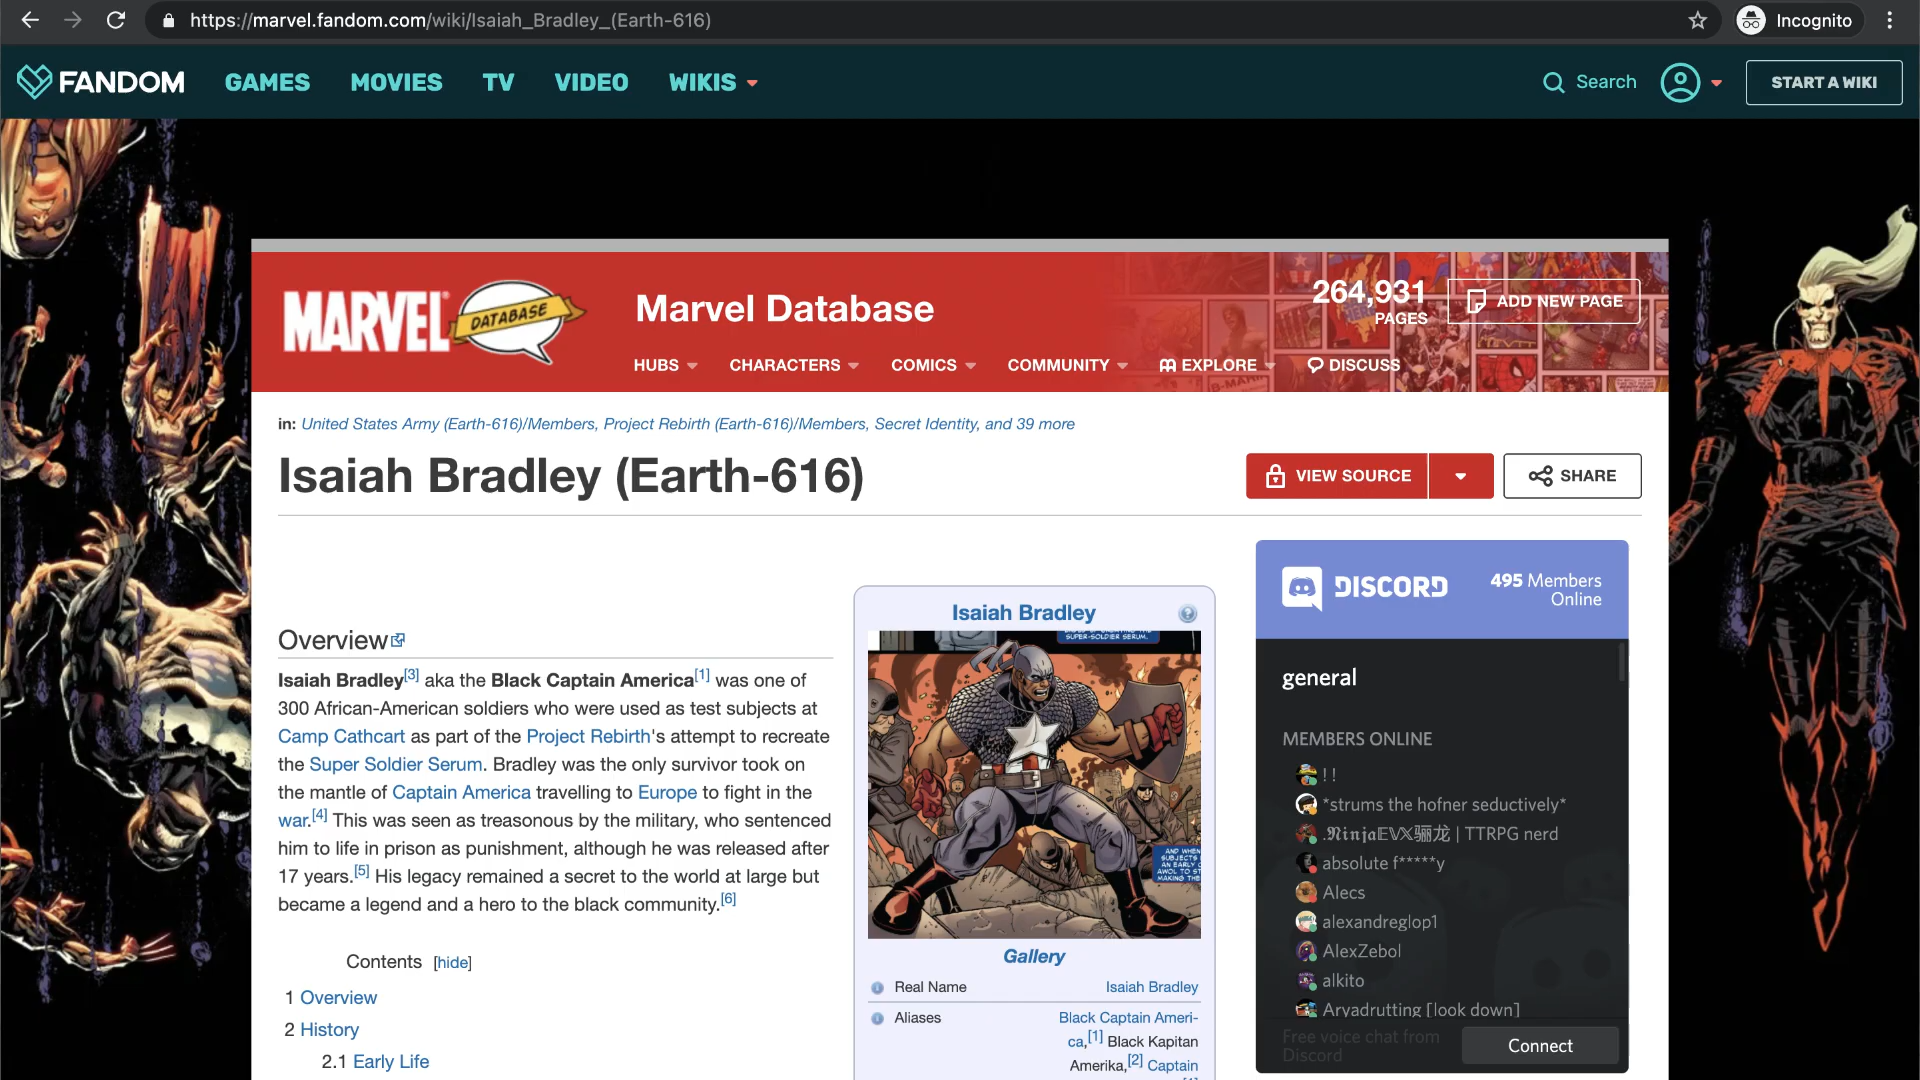 https://marvel.fandom.com/wiki/Isaiah_Bradley_(Earth-616)
Incognito
FANDOM
GAMES
MOVIES
TV
VIDEO
WIKIS
Search
START A WIKI
MARVEL DATABASE
Marvel Database
264,931
PAGES
ADD NEW PAGE
HUBS
CHARACTERS
COMICS
COMMUNITY
EXPLORE
DISCUSS
in: United States Army (Earth-616)/Members, Project Rebirth (Earth-616)/Members, Secret Identity, and 39 more
Isaiah Bradley (Earth-616)
VIEW SOURCE
SHARE
Overview
Isaiah Bradley[3] aka the Black Captain America[1] was one of
300 African-American soldiers who were used as test subjects at
Camp Cathcart as part of the Project Rebirth's attempt to recreate
the Super Soldier Serum. Bradley was the only survivor took on
the mantle of Captain America travelling to Europe to fight in the
war.[4] This was seen as treasonous by the military, who sentenced
him to life in prison as punishment, although he was released after
17 years.[5] His legacy remained a secret to the world at large but
became a legend and a hero to the black community.[6]
Contents [hide]
1 Overview
2 History
2.1 Early Life
Isaiah Bradley
SUPER-SOLDIER SERUM.
AND WHEN
SUBJECTS
AN EARLY
AWOL TO ST
MAKING THE
Gallery
Real Name
Isaiah Bradley
Aliases
Black Captain Ameri-
ca,[1] Black Kapitan
Amerika,[2] Captain
DISCORD
495 Members
Online
general
MEMBERS ONLINE
! !
*strums the hofner seductively*
.𝕹𝖎𝖓𝖏𝖆𝔼𝕍𝕏骊龙 | TTRPG nerd
absolute f*****y
Alecs
alexandreglop1
AlexZebol
alkito
Aryadrutting [look down]
Free voice chat from
Discord
Connect